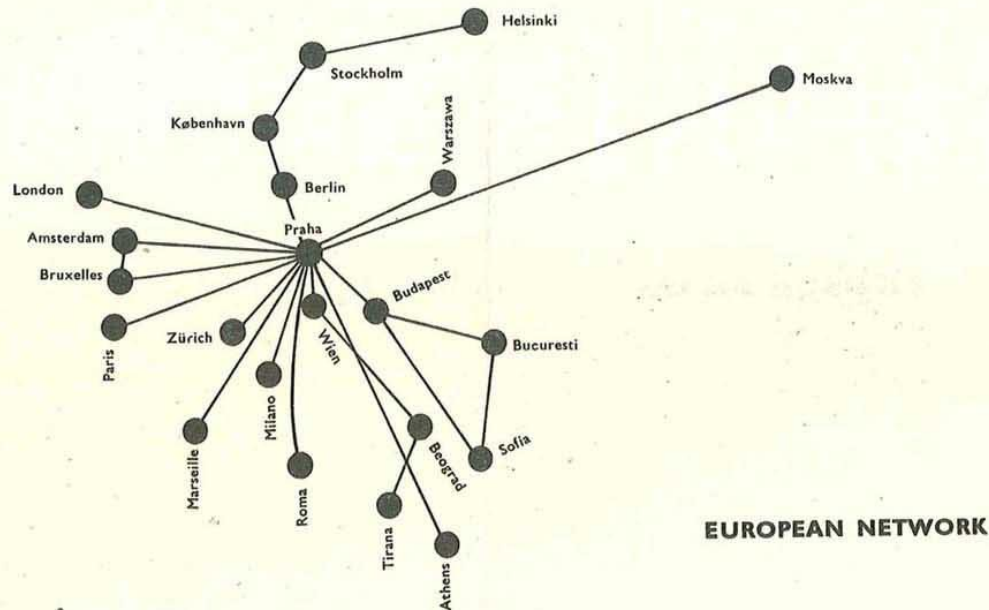 Helsinki
Stockholm
Moskva
København
Warszawa
London
Berlin
Praha
Amsterdam
Bruxelles
Budapest
Zürich
Wien
Bucuresti
Paris
Milano
Marseille
Roma
Beograd
Sofia
Tirana
Athens
EUROPEAN NETWORK